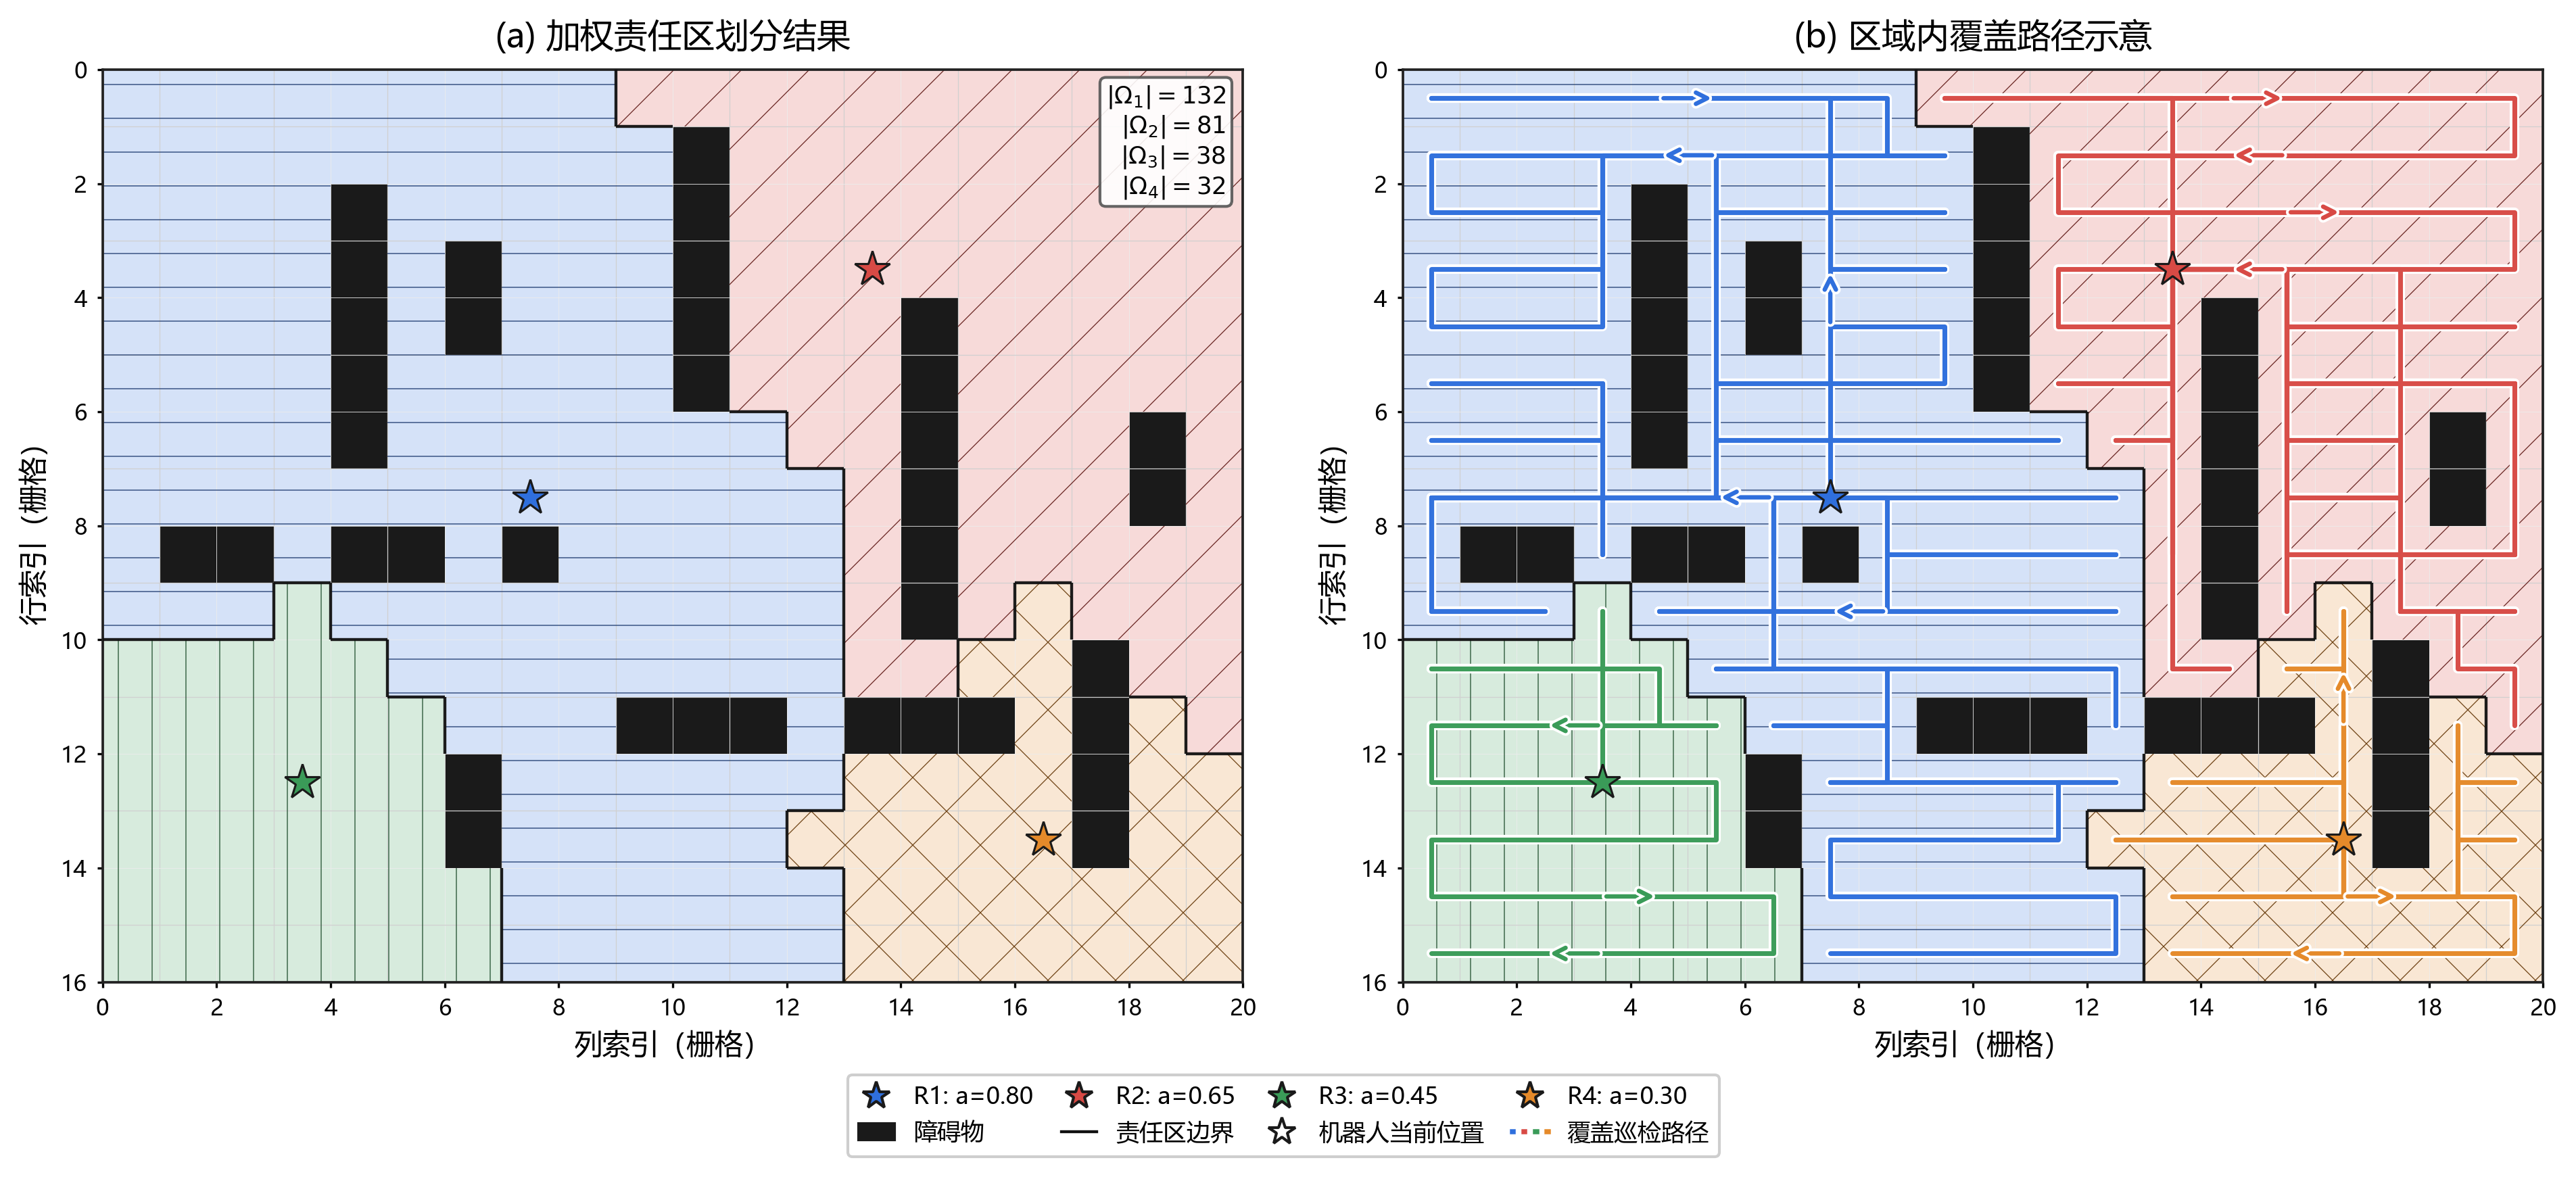 (a) 加权责任区划分结果
0
2
4
6
8
10
12
14
16
行索引（栅格）
|Ω₁| = 132
|Ω₂| = 81
|Ω₃| = 38
|Ω₄| = 32
0 2 4 6 8 10 12 14 16 18 20
列索引（栅格）
(b) 区域内覆盖路径示意
0
2
4
6
8
10
12
14
16
行索引（栅格）
0 2 4 6 8 10 12 14 16 18 20
列索引（栅格）
R1: a=0.80 R2: a=0.65 R3: a=0.45 R4: a=0.30
障碍物 责任区边界 机器人当前位置 覆盖巡检路径